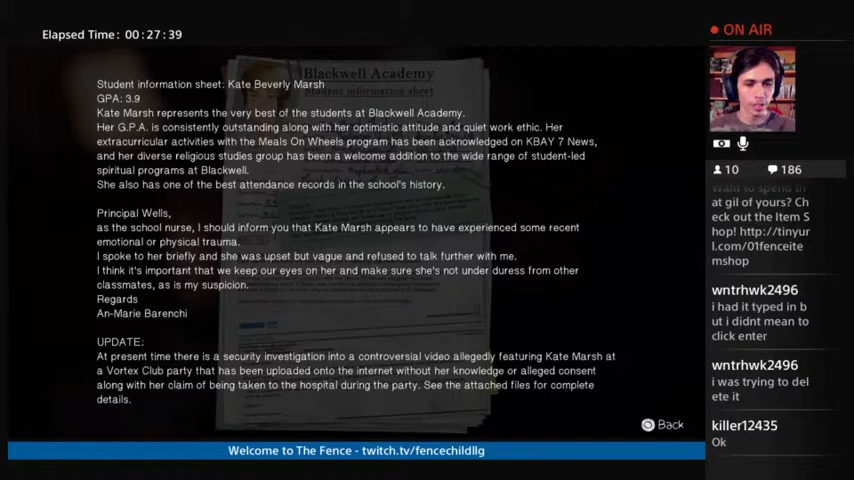 Elapsed Time: 00:27:39
ON AIR
Blackwell Academy
Student information sheet
Student information sheet: Kate Beverly Marsh
GPA: 3.9
Kate Marsh represents the very best of the students at Blackwell Academy.
Her G.P.A. is consistently outstanding along with her optimistic attitude and quiet work ethic. Her
extracurricular activities with the Meals On Wheels program has been acknowledged on KBAY 7 News,
and her diverse religious studies group has been a welcome addition to the wide range of student-led
spiritual programs at Blackwell.
She also has one of the best attendance records in the school's history.
Principal Wells,
as the school nurse, I should inform you that Kate Marsh appears to have experienced some recent
emotional or physical trauma.
I spoke to her briefly and she was upset but vague and refused to talk further with me.
I think it's important that we keep our eyes on her and make sure she's not under duress from other
classmates, as is my suspicion.
Regards
An-Marie Barenchi
UPDATE:
At present time there is a security investigation into a controversial video allegedly featuring Kate Marsh at
a Vortex Club party that has been uploaded onto the internet without her knowledge or alleged consent
along with her claim of being taken to the hospital during the party. See the attached files for complete
details.
Back
Welcome to The Fence - twitch.tv/fencechildllg
10
186
Want to spend th
at gil of yours? Ch
eck out the Item S
hop! http://tinyur
l.com/01fenceite
mshop
wntrhwk2496
i had it typed in b
ut i didnt mean to
click enter
wntrhwk2496
i was trying to del
ete it
killer12435
Ok